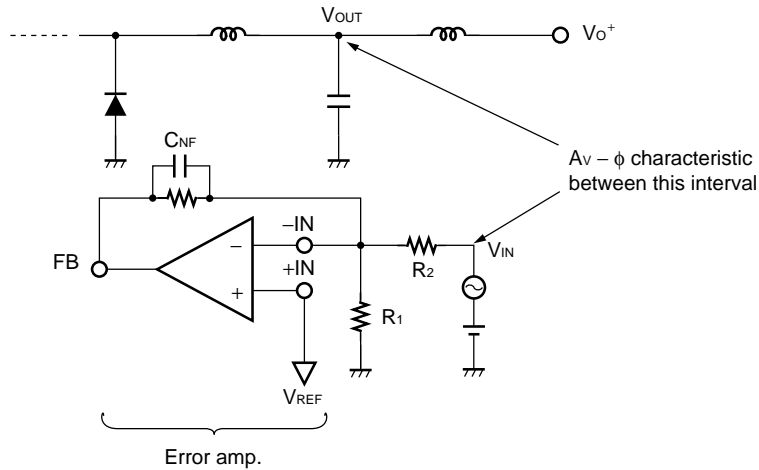 VOUT
VO+
CNF
AV – ϕ characteristic
between this interval
−IN
FB
−
+IN
+
R2
VIN
R1
VREF
Error amp.